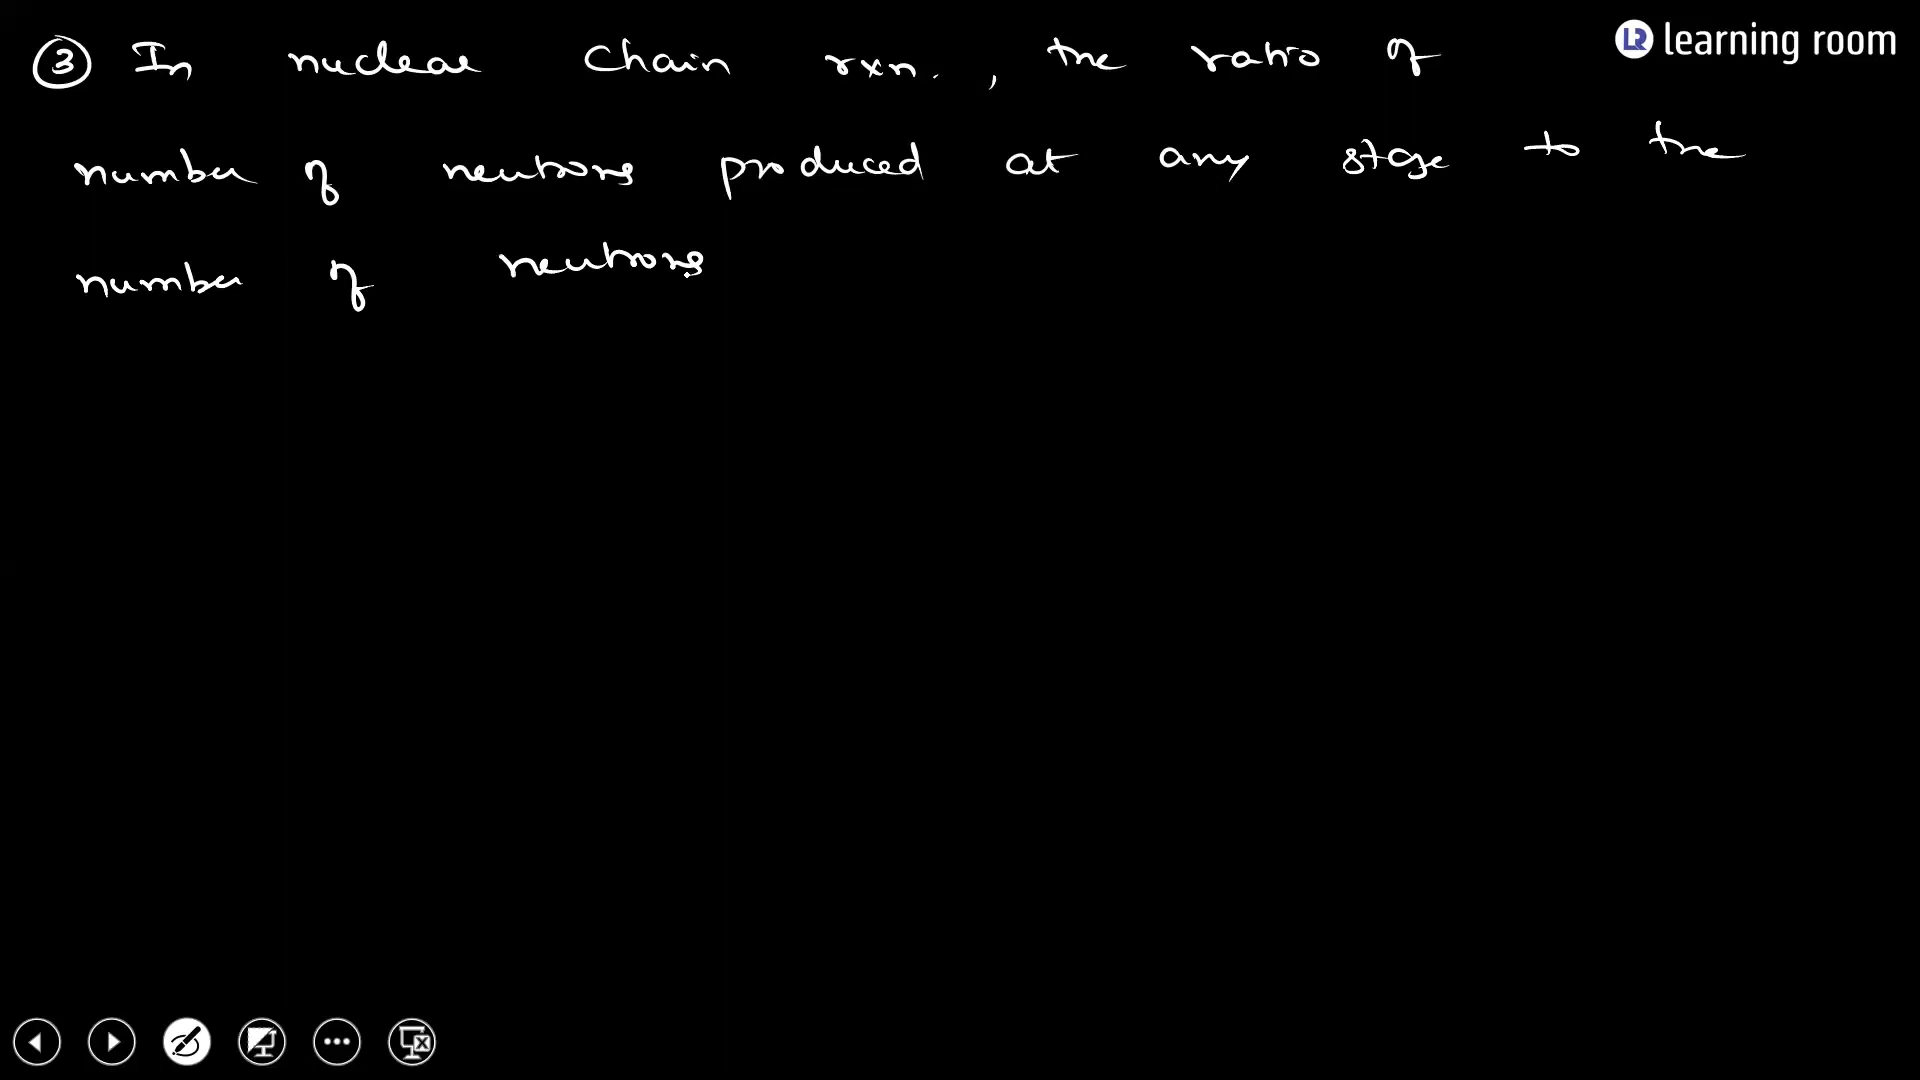 learning room
③ In nuclear chain rxn., the ratio of
number of neutrons produced at any stage to the
number of neutrons